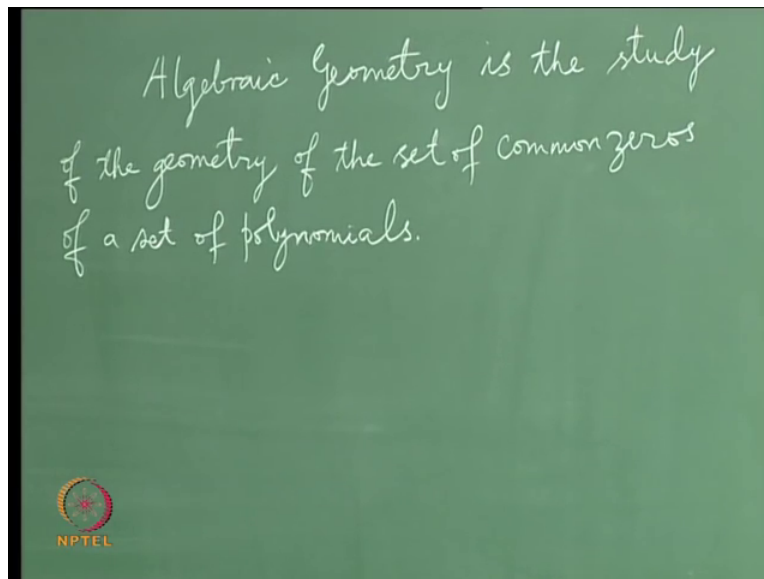 Algebraic Geometry is the study
of the geometry of the set of common zeros
of a set of polynomials.
NPTEL